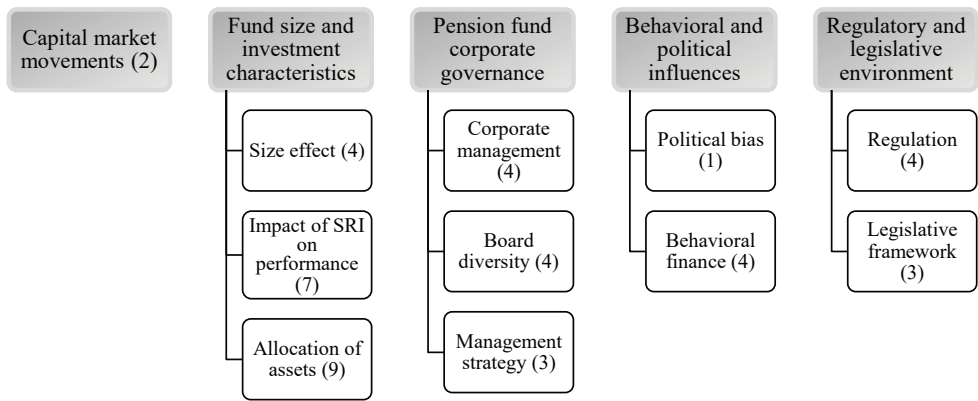 Capital market
movements (2)
Fund size and
investment
characteristics
Size effect (4)
Impact of SRI
on
performance
(7)
Allocation of
assets (9)
Pension fund
corporate
governance
Corporate
management
(4)
Board
diversity (4)
Management
strategy (3)
Behavioral and
political
influences
Political bias
(1)
Behavioral
finance (4)
Regulatory and
legislative
environment
Regulation
(4)
Legislative
framework
(3)